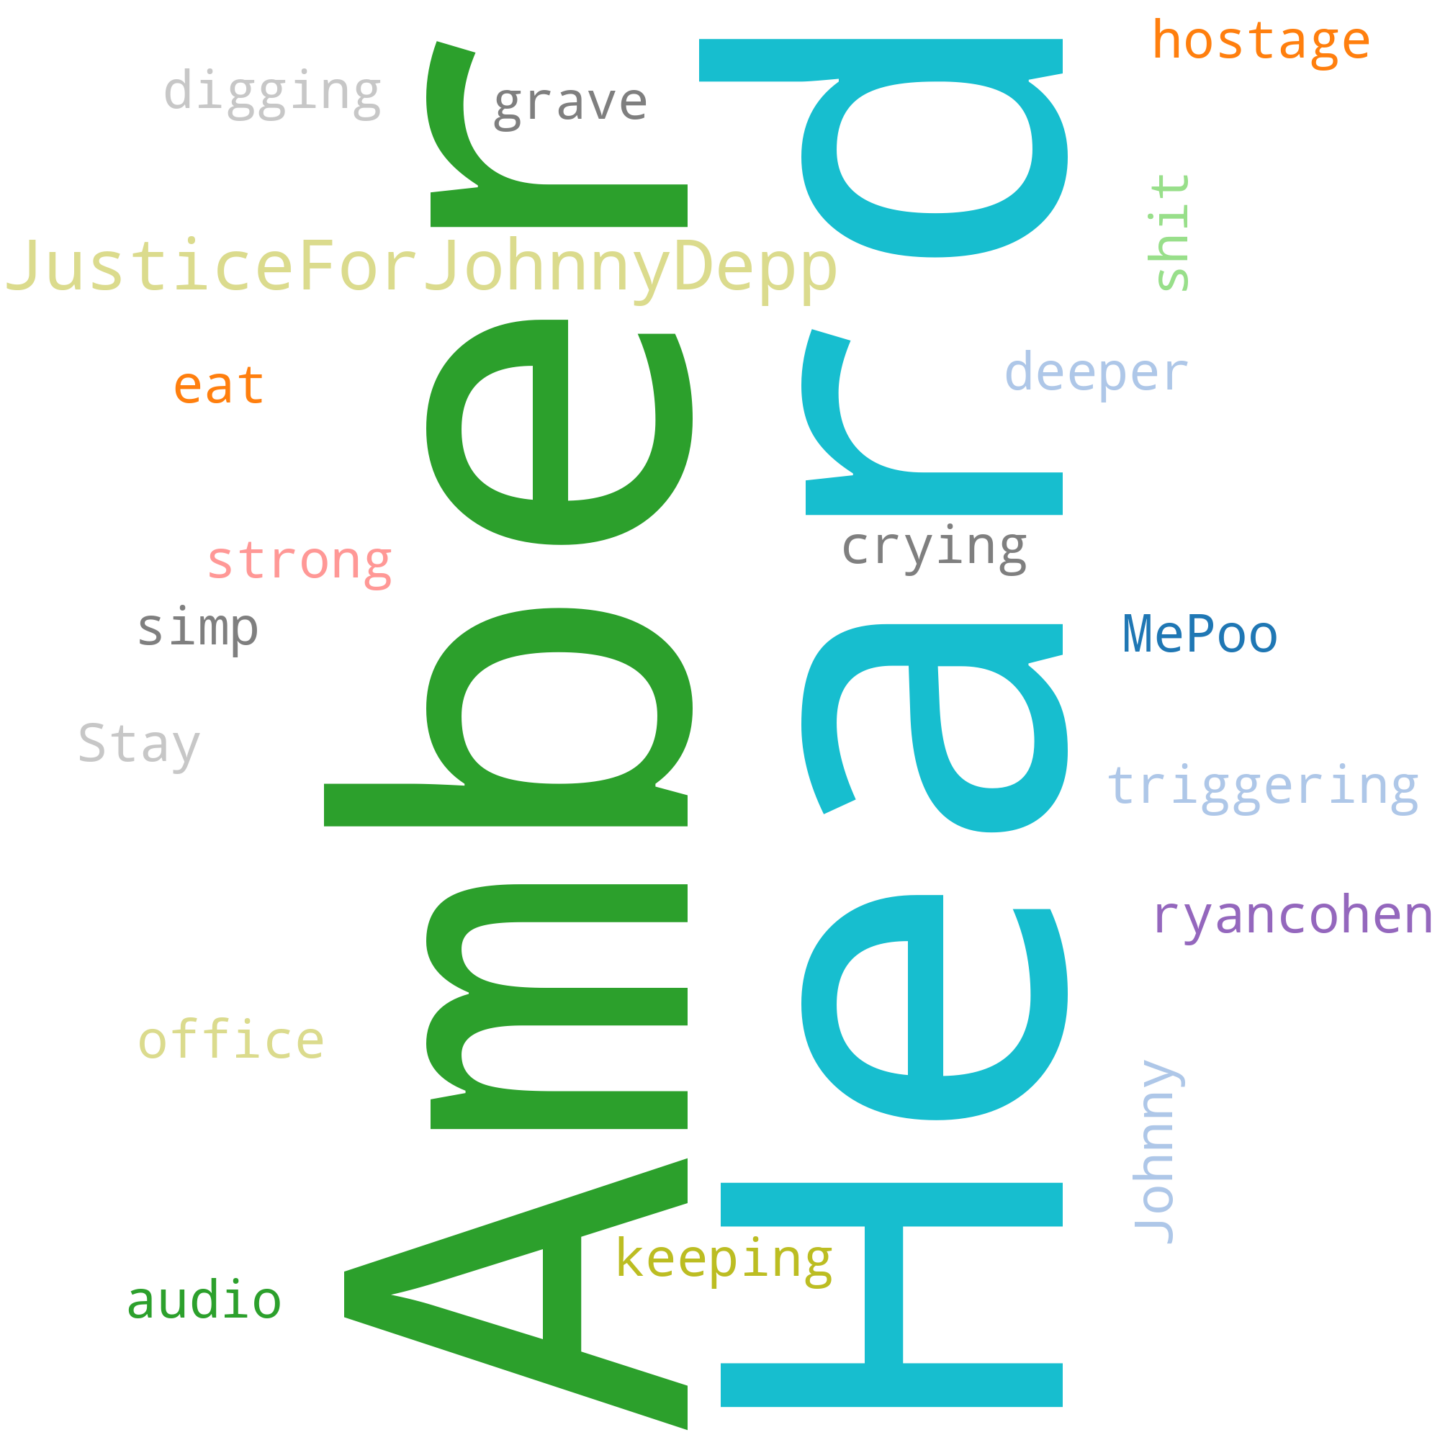 hostage
digging
grave
shit
JusticeForJohnnyDepp
deeper
eat
crying
strong
simp
MePoo
Stay
triggering
ryancohen
office
Johnny
keeping
audio
Amber
Heard